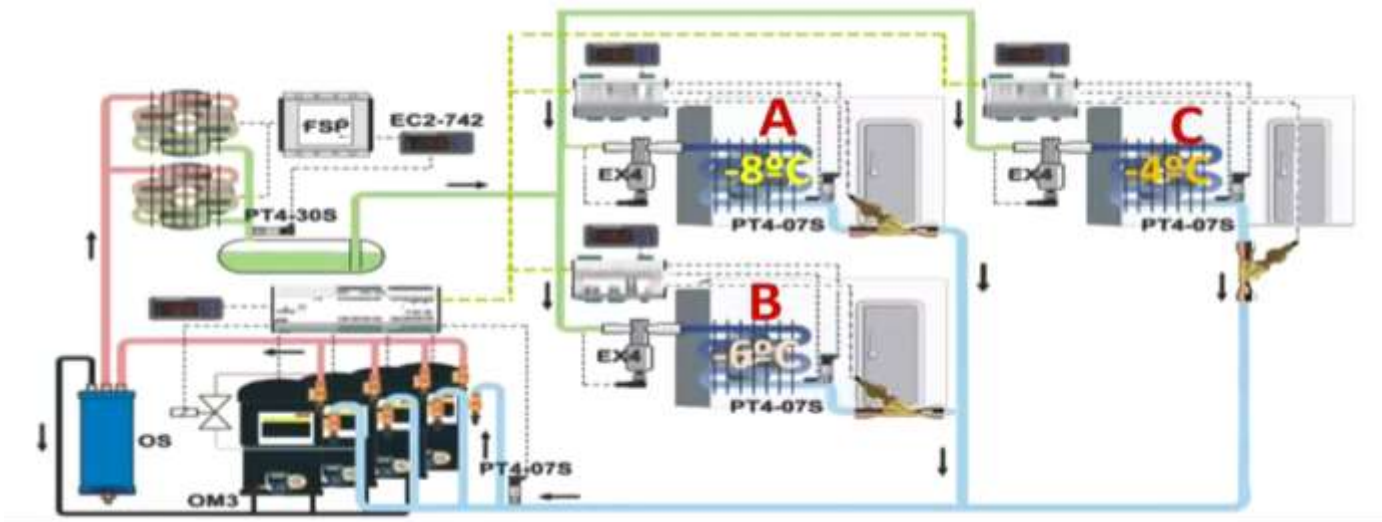 FSP
EC2-742
PT4-30S
A
-8ºC
EX4
PT4-07S
C
-4ºC
EX4
PT4-07S
B
-6ºC
EX4
PT4-07S
OS
OM3
PT4-07S